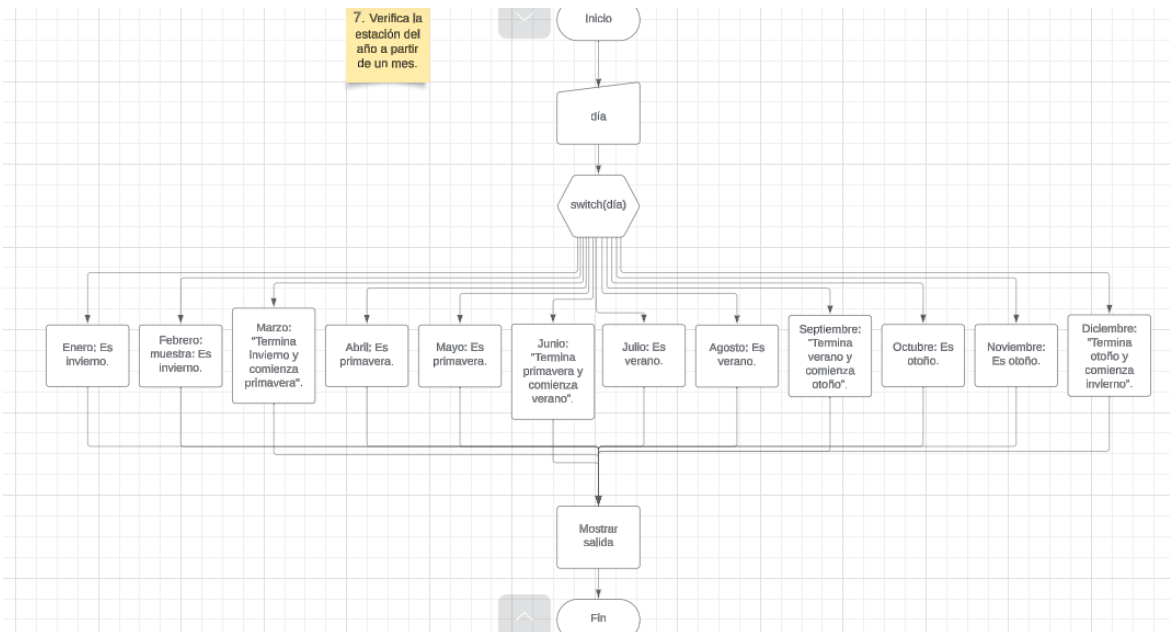 7. Verifica la
estación del
año a partir
de un mes.
Inicio
día
switch(día)
Enero; Es
invierno.
Febrero:
muestra: Es
invierno.
Marzo:
"Termina
Invierno y
comienza
primavera".
Abril; Es
primavera.
Mayo: Es
primavera.
Junio:
"Termina
primavera y
comienza
verano".
Julio: Es
verano.
Agosto; Es
verano.
Septiembre:
"Termina
verano y
comienza
otoño".
Octubre: Es
otoño.
Noviembre:
Es otoño.
Diciembre:
"Termina
otoño y
comienza
invierno".
Mostrar
salida
Fin